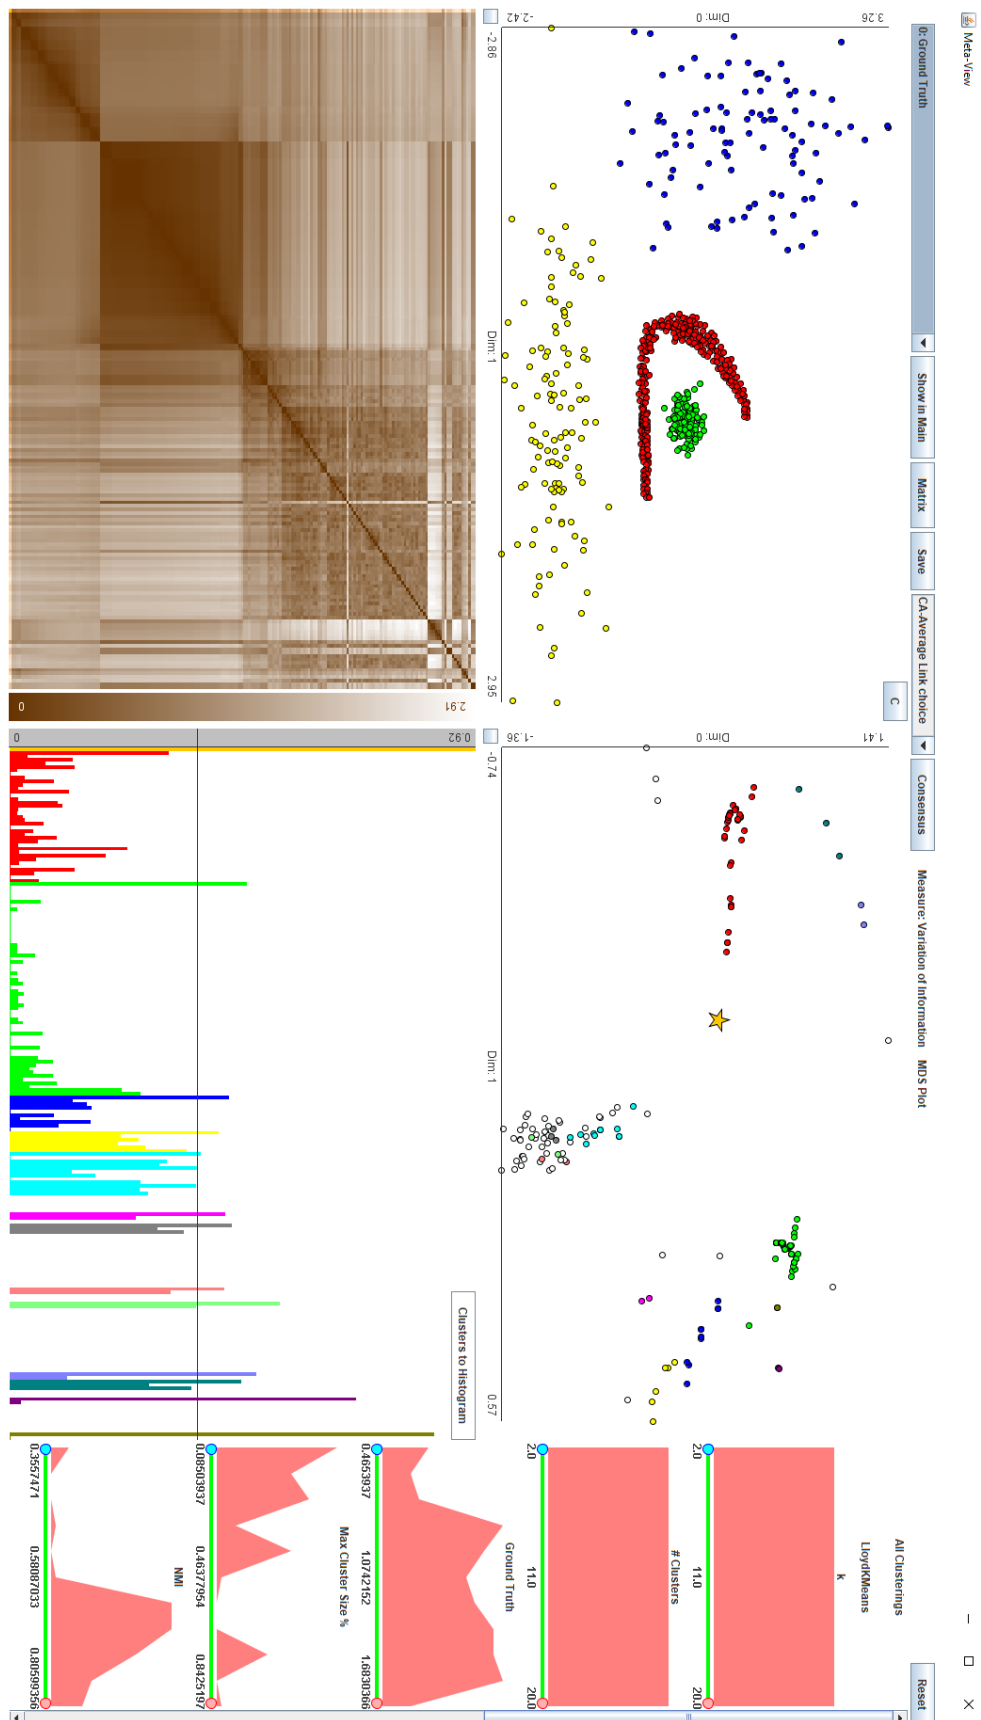 Meta-View
0: Ground Truth
Show in Main
Matrix
Save
CA-Average Link choice
Consensus
Measure: Variation of Information
MDS Plot
Reset
C
3.26
Dim: 0
-2.42
-2.86
Dim: 1
2.95
1.41
Dim: 0
-1.36
-0.74
Dim: 1
0.57
All Clusterings
LloydKMeans
k
2.0
11.0
20.0
# Clusters
2.0
11.0
20.0
Ground Truth
0.4653937
1.0742152
1.6830366
Max Cluster Size %
0.08503937
0.46377954
0.8425197
NMI
0.3557471
0.58087033
0.80599356
2.91
0
0.92
0
Clusters to Histogram